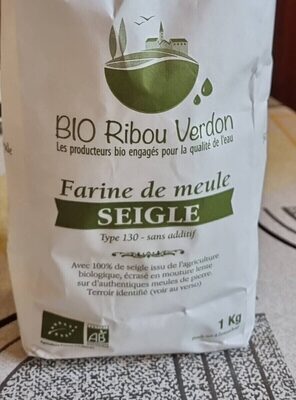 BIO Ribou Verdon
Les producteurs bio engagés pour la qualité de l'eau
Farine de meule
SEIGLE
Type 130 - sans additif
Avec 100% de seigle issu de l'agriculture
biologique, écrasé en mouture lente
sur d'authentiques meules de pierre.
Terroir identifié (voir au verso)
1 Kg
AB